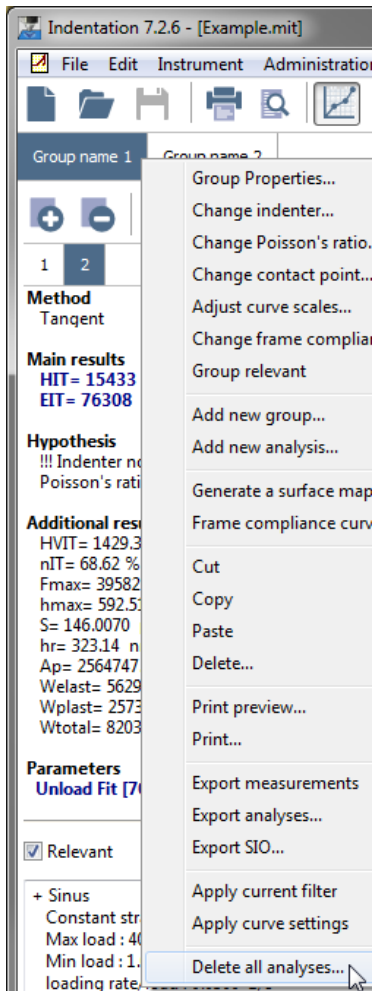 Indentation 7.2.6 - [Example.mit]
File Edit Instrument Administration
Group name 1 Group name 2
1 2
Method
Tangent
Main results
HIT= 15433
EIT= 76308
Hypothesis
!!! Indenter
Poisson's
Additional
HVIT= 1429.3
nIT= 68.62 %
Fmax= 39582
hmax= 592.51
S= 146.0070
hr= 323.14 n
Ap= 2564747
Welast= 5629
Wplast= 2573
Wtotal= 8203
Parameters
Unload Fit
Relevant
+ Sinus
Constant
Max load : 40
Min load : 1.
loading rate/
Group Properties...
Change indenter...
Change Poisson's ratio.
Change contact point...
Adjust curve scales...
Change frame complian
Group relevant
Add new group...
Add new analysis...
Generate a surface map
Frame compliance curv
Cut
Copy
Paste
Delete...
Print preview...
Print...
Export measurements
Export analyses...
Export SIO...
Apply current filter
Apply curve settings
Delete all analyses...